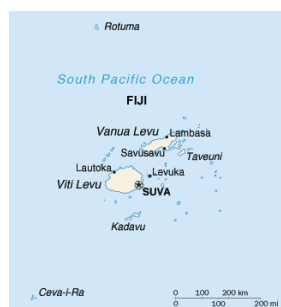 Rotuma
South Pacific Ocean
FIJI
Vanua Levu
Lambasa
Savusavu
Taveuni
Lautoka
Levuka
Viti Levu
SUVA
Kadavu
Ceva-I-Ra
0 100 200 km
0 100 200 mi